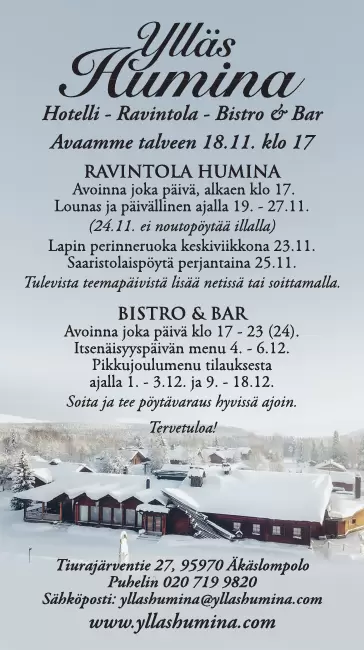 Ylläs
Humina
Hotelli - Ravintola - Bistro & Bar
Avaamme talveen 18.11. klo 17
RAVINTOLA HUMINA
Avoinna joka päivä, alkaen klo 17.
Lounas ja päivällinen ajalla 19. - 27.11.
(24.11. ei noutopöytää illalla)
Lapin perinneruoka keskiviikkona 23.11.
Saaristolaispöytä perjantaina 25.11.
Tulevista teemapäivistä lisää netissä tai soittamalla.
BISTRO & BAR
Avoinna joka päivä klo 17 - 23 (24).
Itsenäisyyspäivän menu 4. - 6.12.
Pikkujoulumenu tilauksesta
ajalla 1. - 3.12. ja 9. - 18.12.
Soita ja tee pöytävaraus hyvissä ajoin.
Tervetuloa!
Tiurajärventie 27, 95970 Äkäslompolo
Puhelin 020 719 9820
Sähköposti: yllashumina@yllashumina.com
www.yllashumina.com